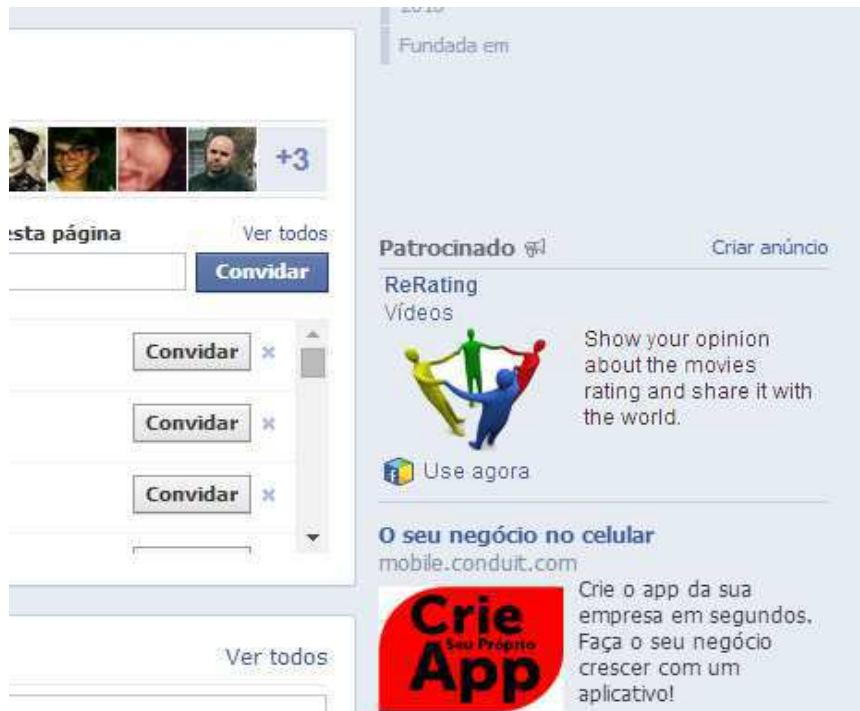 2013
Fundada em
+3
esta página Ver todos
Convidar
Convidar
Convidar
Convidar
Patrocinado Criar anúncio
ReRating
Vídeos
Show your opinion
about the movies
rating and share it with
the world.
Use agora
O seu negócio no celular
mobile.conduit.com
Crie
Seu Próprio
App
Crie o app da sua
empresa em segundos.
Faça o seu negócio
crescer com um
aplicativo!
Ver todos